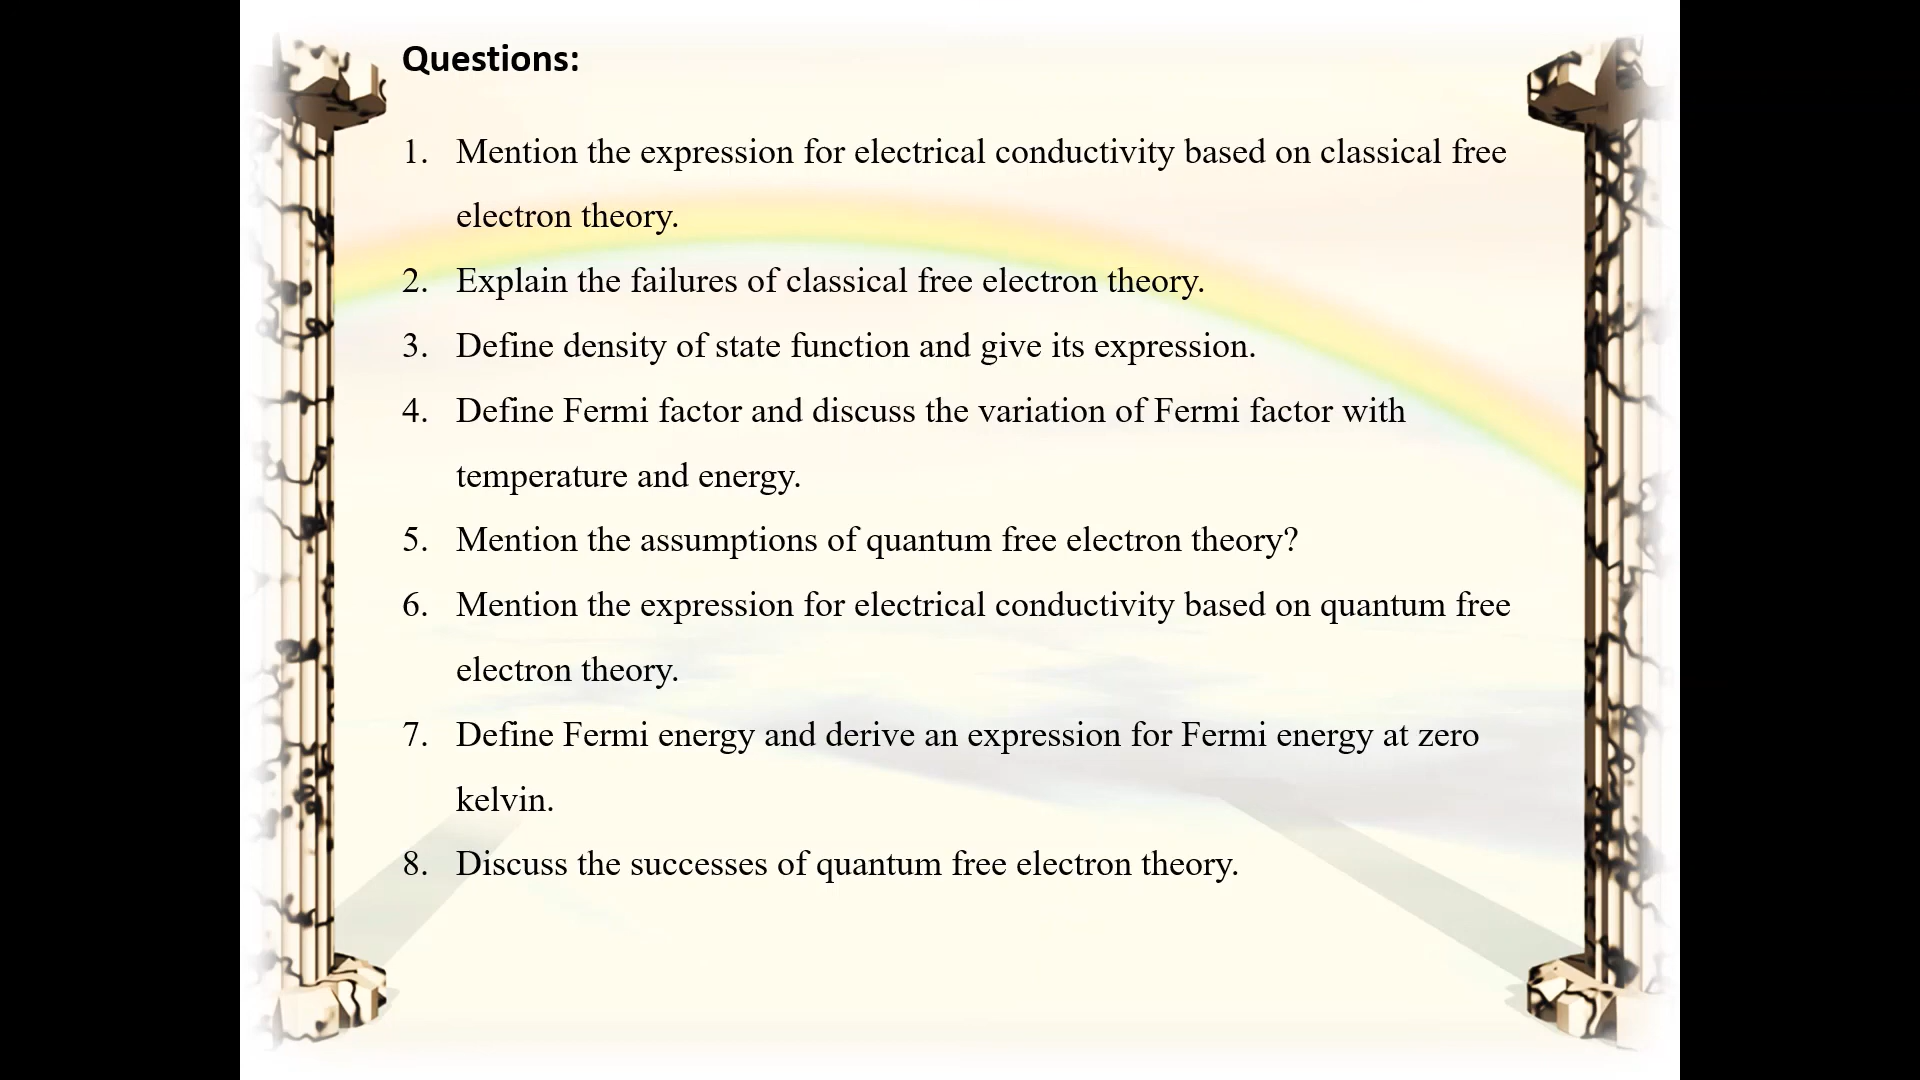 Questions:
1. Mention the expression for electrical conductivity based on classical free
electron theory.
2. Explain the failures of classical free electron theory.
3. Define density of state function and give its expression.
4. Define Fermi factor and discuss the variation of Fermi factor with
temperature and energy.
5. Mention the assumptions of quantum free electron theory?
6. Mention the expression for electrical conductivity based on quantum free
electron theory.
7. Define Fermi energy and derive an expression for Fermi energy at zero
kelvin.
8. Discuss the successes of quantum free electron theory.